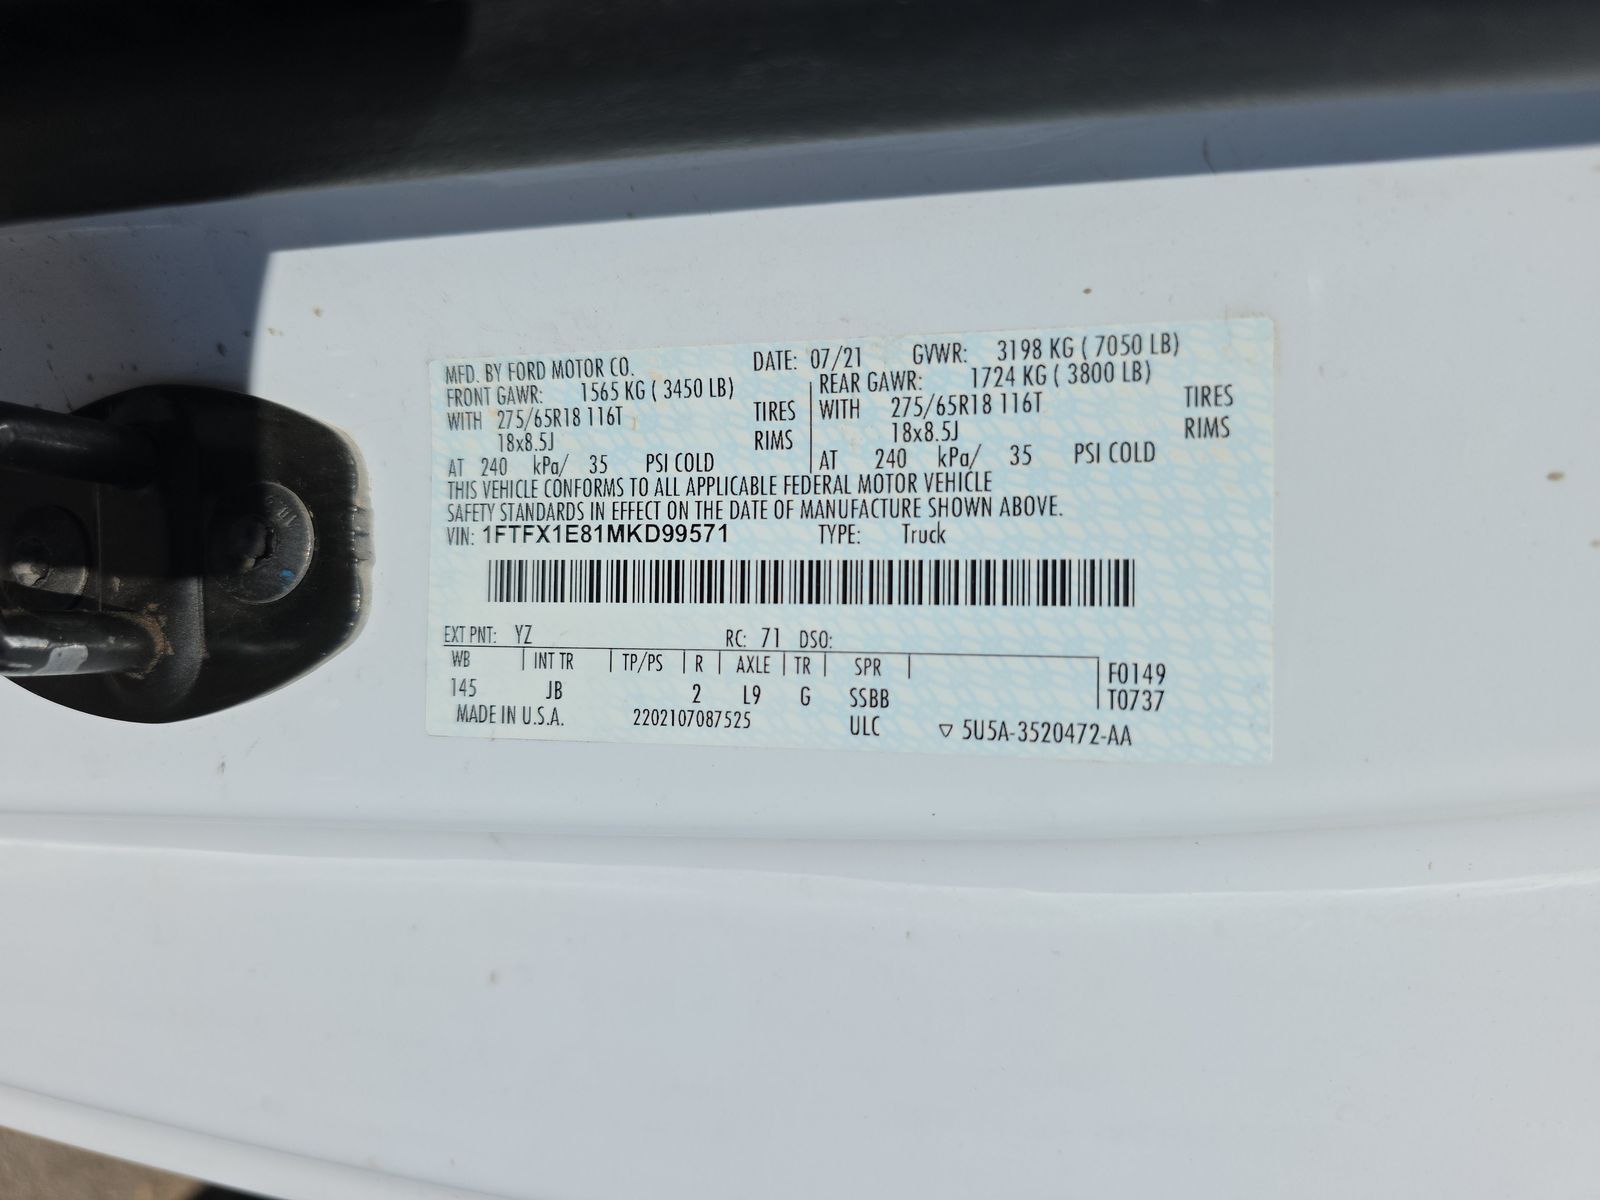 MFD. BY FORD MOTOR CO. DATE: 07/21 GVWR: 3198 KG ( 7050 LB)
FRONT GAWR: 1565 KG ( 3450 LB) REAR GAWR: 1724 KG ( 3800 LB)
WITH 275/65R18 116T TIRES WITH 275/65R18 116T TIRES
18x8.5J RIMS 18x8.5J RIMS
AT 240 kPa/ 35 PSI COLD AT 240 kPa/ 35 PSI COLD
THIS VEHICLE CONFORMS TO ALL APPLICABLE FEDERAL MOTOR VEHICLE
SAFETY STANDARDS IN EFFECT ON THE DATE OF MANUFACTURE SHOWN ABOVE.
VIN: 1FTFX1E81MKD99571 TYPE: Truck
EXT PNT: YZ RC: 71 DSO:
WB INT TR TP/PS R AXLE TR SPR F0149
145 JB 2 L9 G SSBB T0737
MADE IN U.S.A. 2202107087525 ULC ▽ 5U5A-3520472-AA